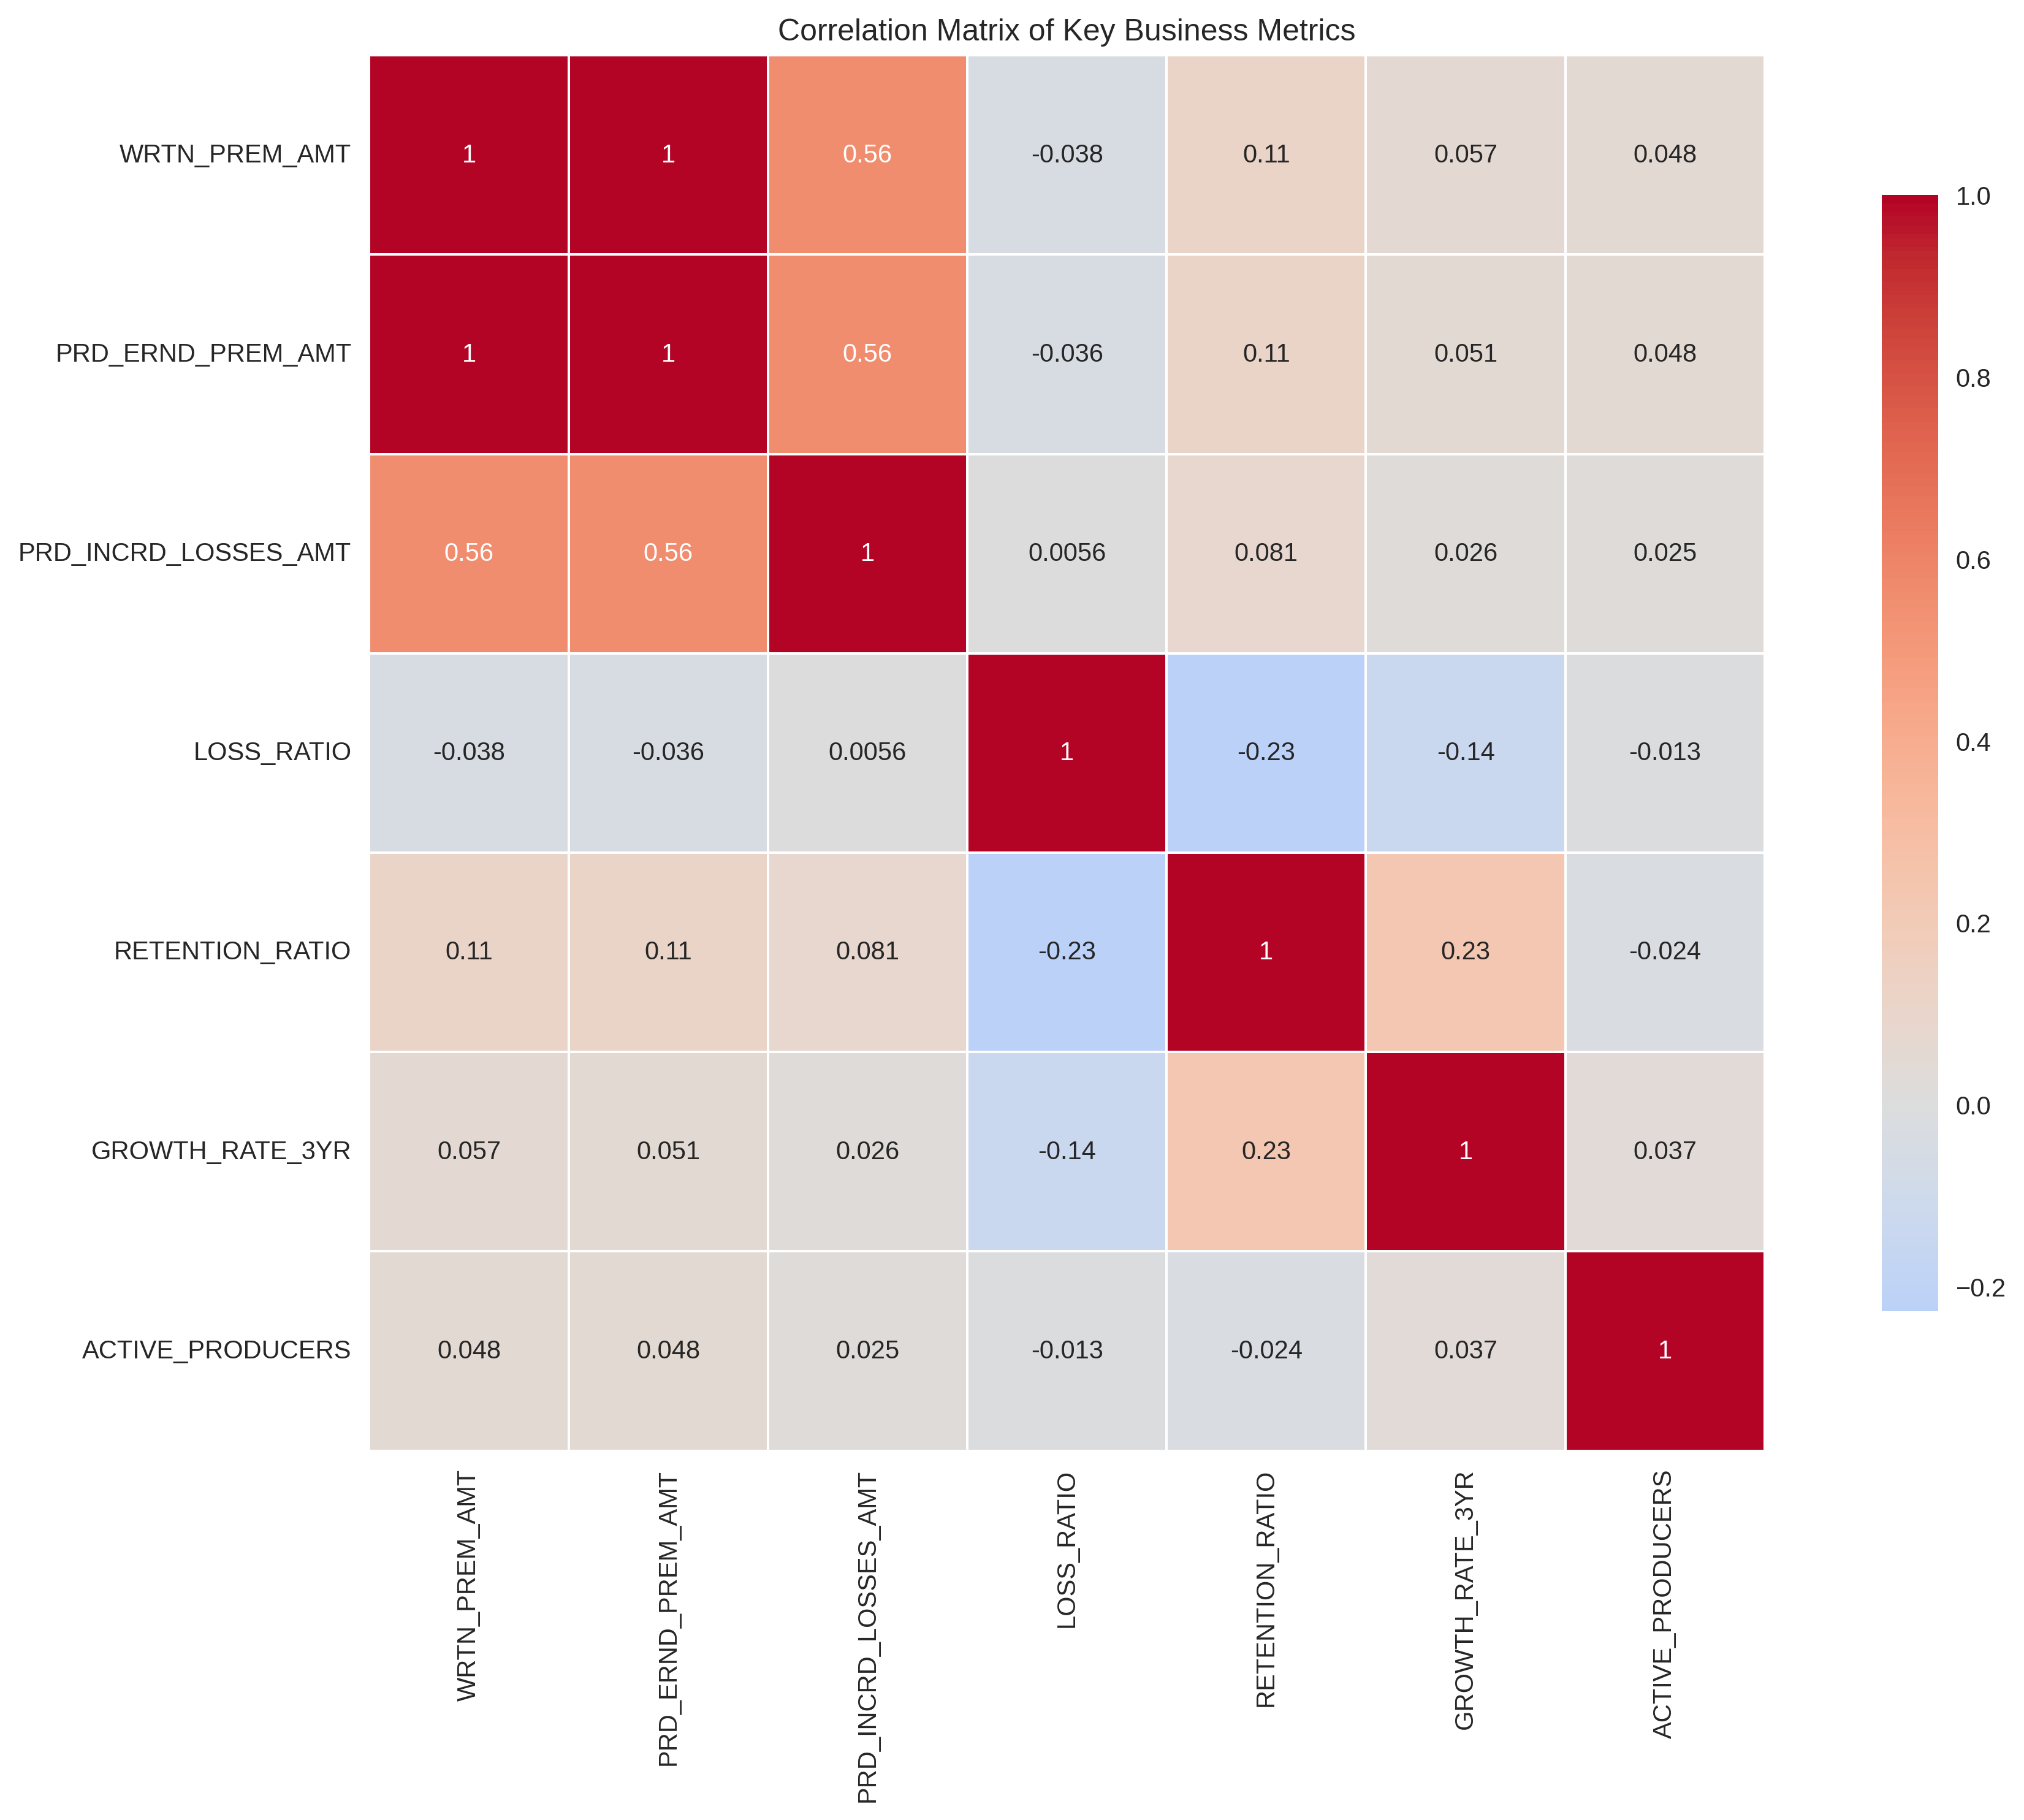 Correlation Matrix of Key Business Metrics
WRTN_PREM_AMT 1 1 0.56 -0.038 0.11 0.057 0.048
PRD_ERND_PREM_AMT 1 1 0.56 -0.036 0.11 0.051 0.048
PRD_INCRD_LOSSES_AMT 0.56 0.56 1 0.0056 0.081 0.026 0.025
LOSS_RATIO -0.038 -0.036 0.0056 1 -0.23 -0.14 -0.013
RETENTION_RATIO 0.11 0.11 0.081 -0.23 1 0.23 -0.024
GROWTH_RATE_3YR 0.057 0.051 0.026 -0.14 0.23 1 0.037
ACTIVE_PRODUCERS 0.048 0.048 0.025 -0.013 -0.024 0.037 1
WRTN_PREM_AMT
PRD_ERND_PREM_AMT
PRD_INCRD_LOSSES_AMT
LOSS_RATIO
RETENTION_RATIO
GROWTH_RATE_3YR
ACTIVE_PRODUCERS
1.0
0.8
0.6
0.4
0.2
0.0
−0.2